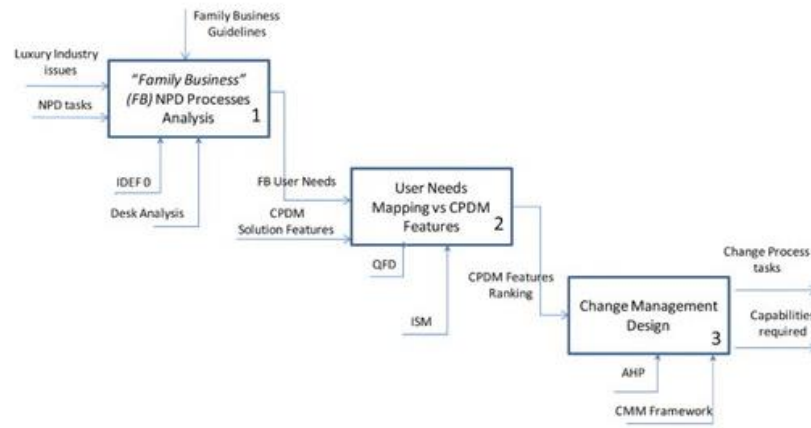 Family Business
Guidelines
Luxury Industry
issues
NPD tasks
“Family Business”
(FB) NPD Processes
Analysis
1
IDEF 0
Desk Analysis
FB User Needs
CPDM
Solution Features
User Needs
Mapping vs CPDM
Features
2
QFD
ISM
CPDM Features
Ranking
Change Management
Design
3
Change Process
tasks
Capabilities
required
AHP
CMM Framework